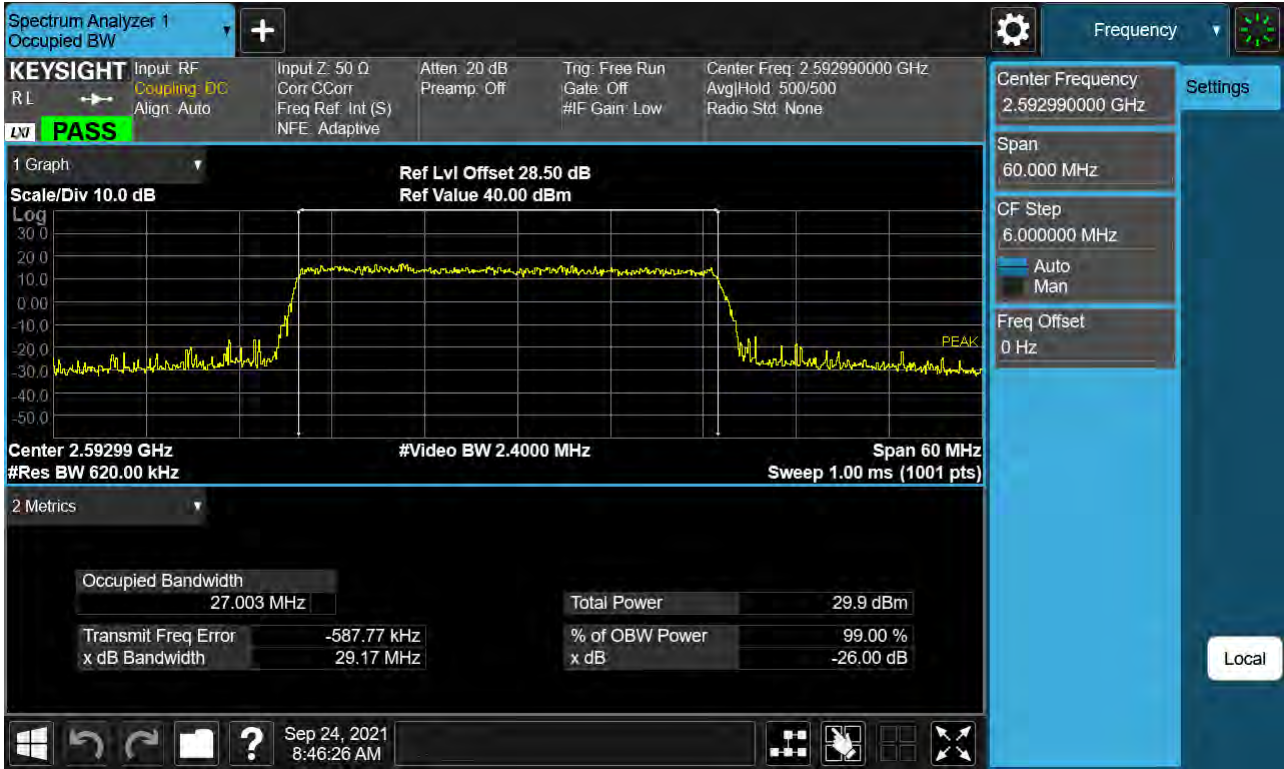 Spectrum Analyzer 1
Occupied BW
Frequency
KEYSIGHT
R L
LXI
PASS
Input: RF
Coupling: DC
Align: Auto
Input Z: 50 Ω
Corr CCorr
Freq Ref: Int (S)
NFE: Adaptive
Atten: 20 dB
Preamp: Off
Trig: Free Run
Gate: Off
#IF Gain: Low
Center Freq: 2.592990000 GHz
Avg|Hold: 500/500
Radio Std: None
1 Graph
Scale/Div 10.0 dB
Ref Lvl Offset 28.50 dB
Ref Value 40.00 dBm
Log
30.0
20.0
10.0
0.00
-10.0
-20.0
-30.0
-40.0
-50.0
PEAK
Center 2.59299 GHz
#Video BW 2.4000 MHz
Span 60 MHz
#Res BW 620.00 kHz
Sweep 1.00 ms (1001 pts)
2 Metrics
Occupied Bandwidth
27.003 MHz
Transmit Freq Error -587.77 kHz
x dB Bandwidth 29.17 MHz
Total Power 29.9 dBm
% of OBW Power 99.00 %
x dB -26.00 dB
Center Frequency
2.592990000 GHz
Span
60.000 MHz
CF Step
6.000000 MHz
Auto
Man
Freq Offset
0 Hz
Settings
Local
?
Sep 24, 2021
8:46:26 AM